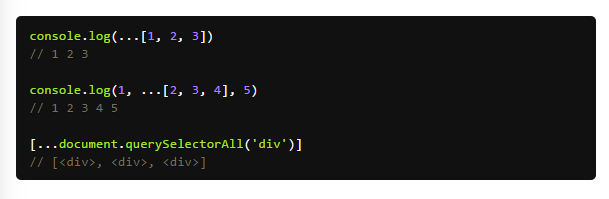 console.log(...[1, 2, 3])
// 1 2 3
console.log(1, ...[2, 3, 4], 5)
// 1 2 3 4 5
[...document.querySelectorAll('div')]
// [<div>, <div>, <div>]